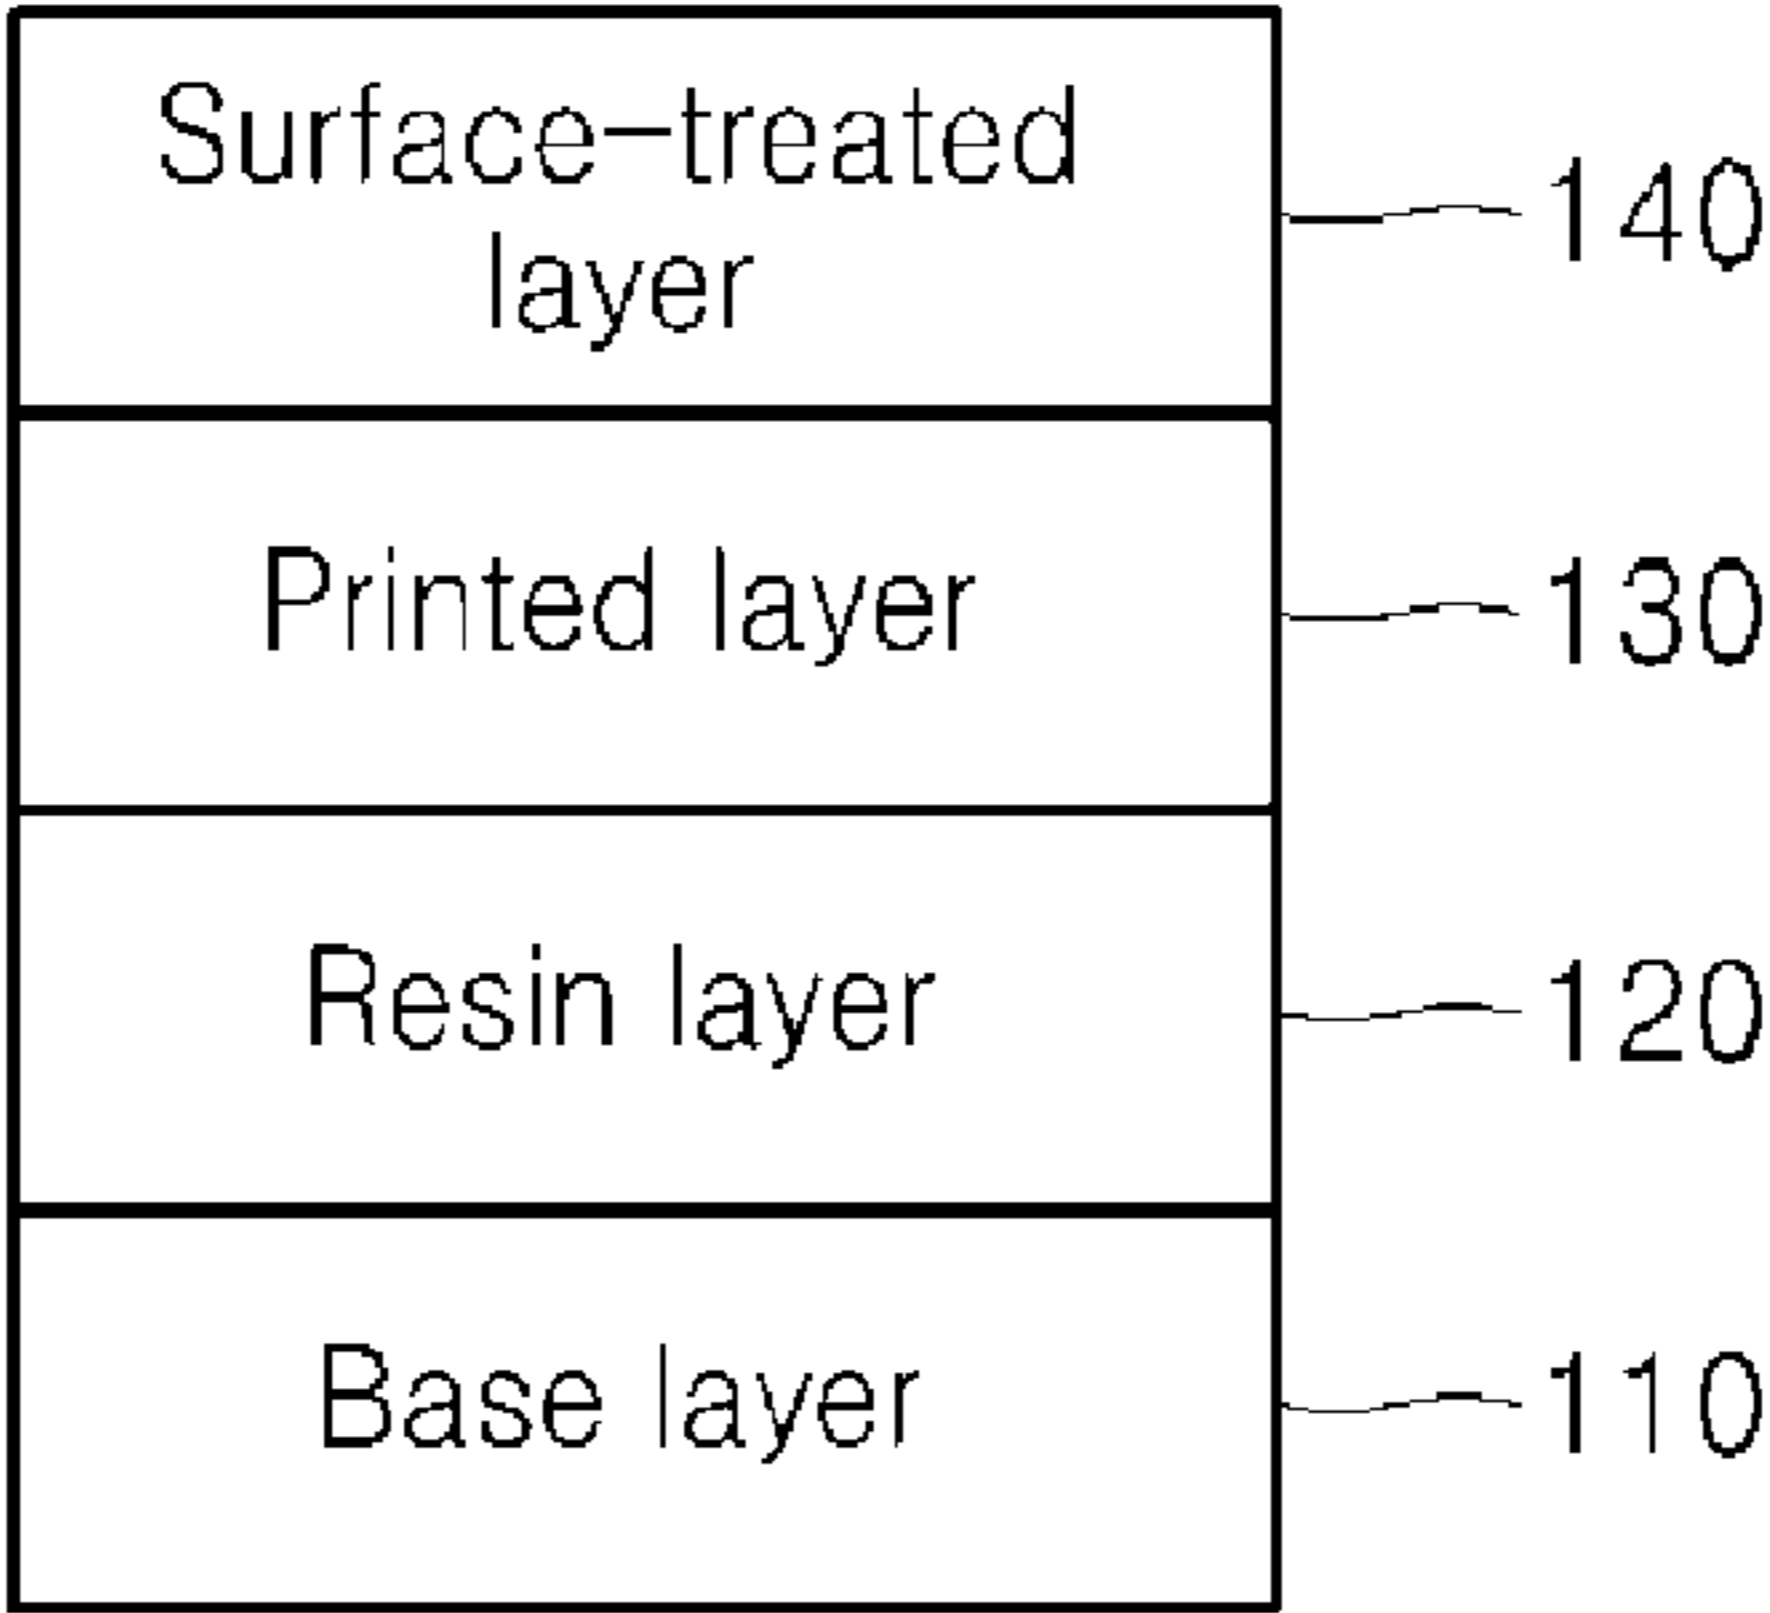 Surface-treated
layer
140
Printed layer
130
Resin layer
120
Base layer
110